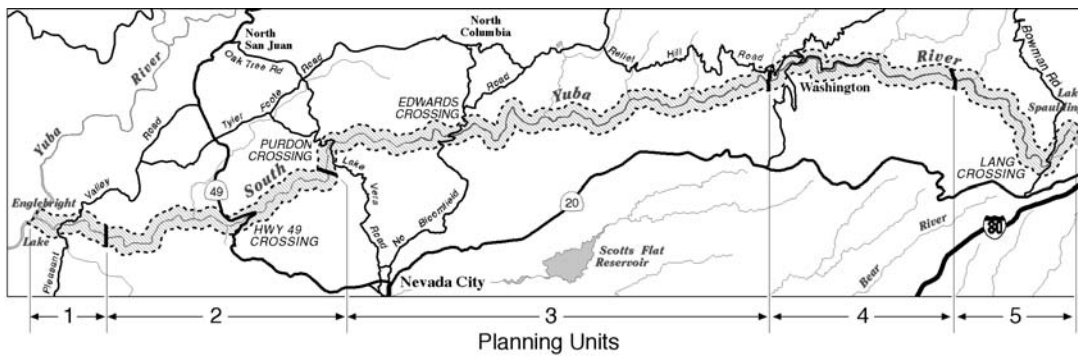 North
San Juan
Oak Tree Rd
Yuba
River
North
Columbia
Relief
Hill
Road
Road
Foote
Tyler
Road
EDWARDS
CROSSING
Road
Yuba
River
Washington
Bowman Rd
Lake
Spaulding
PURDON
CROSSING
Lake
Vera
Road
No
Bloomfield
LANG
CROSSING
49
South
20
Valley
Pleasant
Englebright
Lake
HWY 49
CROSSING
Scotts Flat
Reservoir
River
Bear
80
Nevada City
1
2
3
4
5
Planning Units